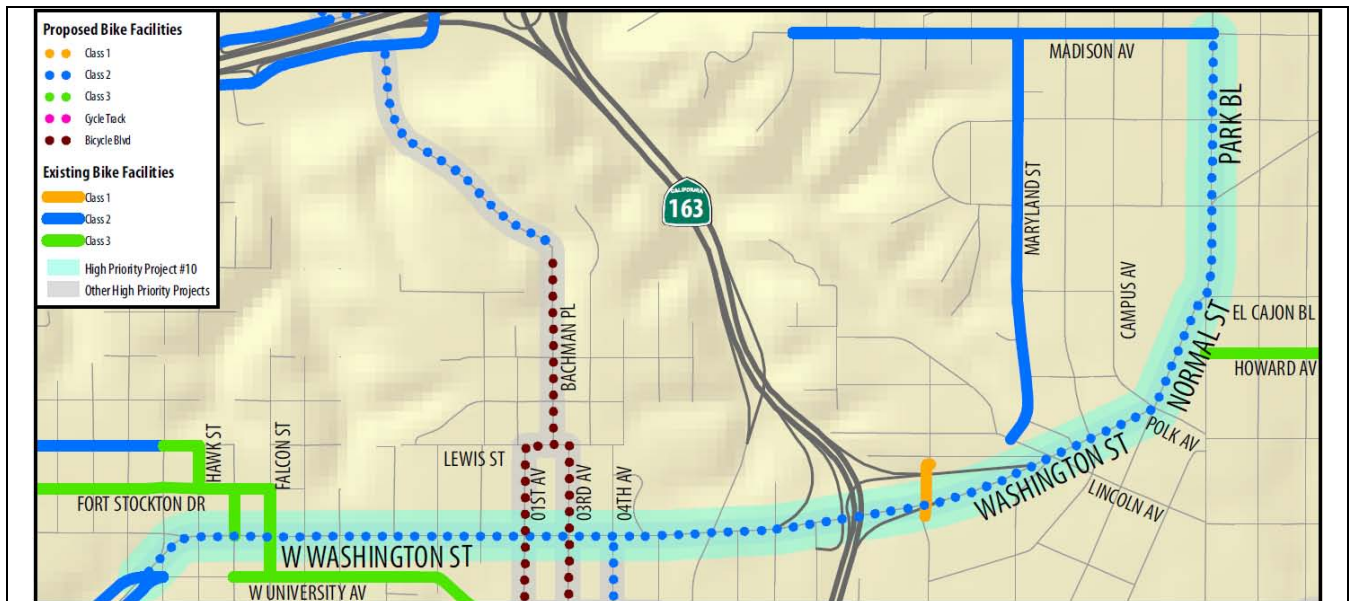 Proposed Bike Facilities
Class 1
Class 2
Class 3
Cycle Track
Bicycle Blvd
Existing Bike Facilities
Class 1
Class 2
Class 3
High Priority Project #10
Other High Priority Projects
MADISON AV
PARK BL
CALIFORNIA
163
MARYLAND ST
CAMPUS AV
NORMAL ST
EL CAJON BL
HOWARD AV
BACHMAN PL
HAWK ST
FALCON ST
LEWIS ST
01ST AV
03RD AV
04TH AV
POLK AV
WASHINGTON ST
LINCOLN AV
FORT STOCKTON DR
W WASHINGTON ST
W UNIVERSITY AV